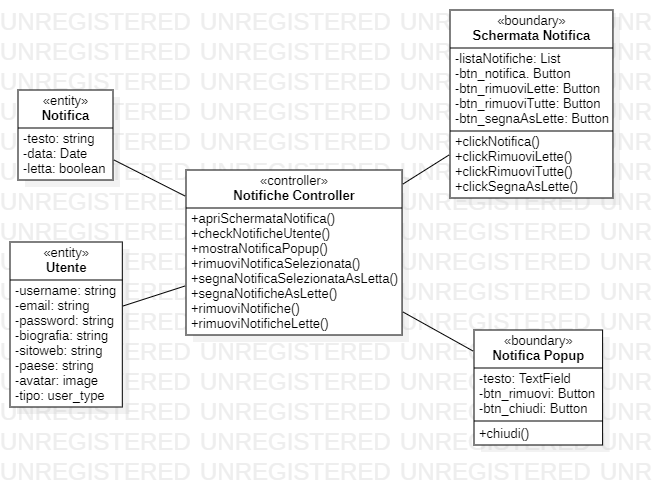 «entity»
Notifica
-testo: string
-data: Date
-letta: boolean
«entity»
Utente
-username: string
-email: string
-password: string
-biografia: string
-sitoweb: string
-paese: string
-avatar: image
-tipo: user_type
«controller»
Notifiche Controller
+apriSchermataNotifica()
+checkNotificheUtente()
+mostraNotificaPopup()
+rimuoviNotificaSelezionata()
+segnaNotificaSelezionataAsLetta()
+segnaNotificheAsLette()
+rimuoviNotifiche()
+rimuoviNotificheLette()
«boundary»
Schermata Notifica
-listaNotifiche: List
-btn_notifica. Button
-btn_rimuoviLette: Button
-btn_rimuoviTutte: Button
-btn_segnaAsLette: Button
+clickNotifica()
+clickRimuoviLette()
+clickRimuoviTutte()
+clickSegnaAsLette()
«boundary»
Notifica Popup
-testo: TextField
-btn_rimuovi: Button
-btn_chiudi: Button
+chiudi()
UNREGISTERED UNREGISTERED UNREGISTERED UNREGISTERED